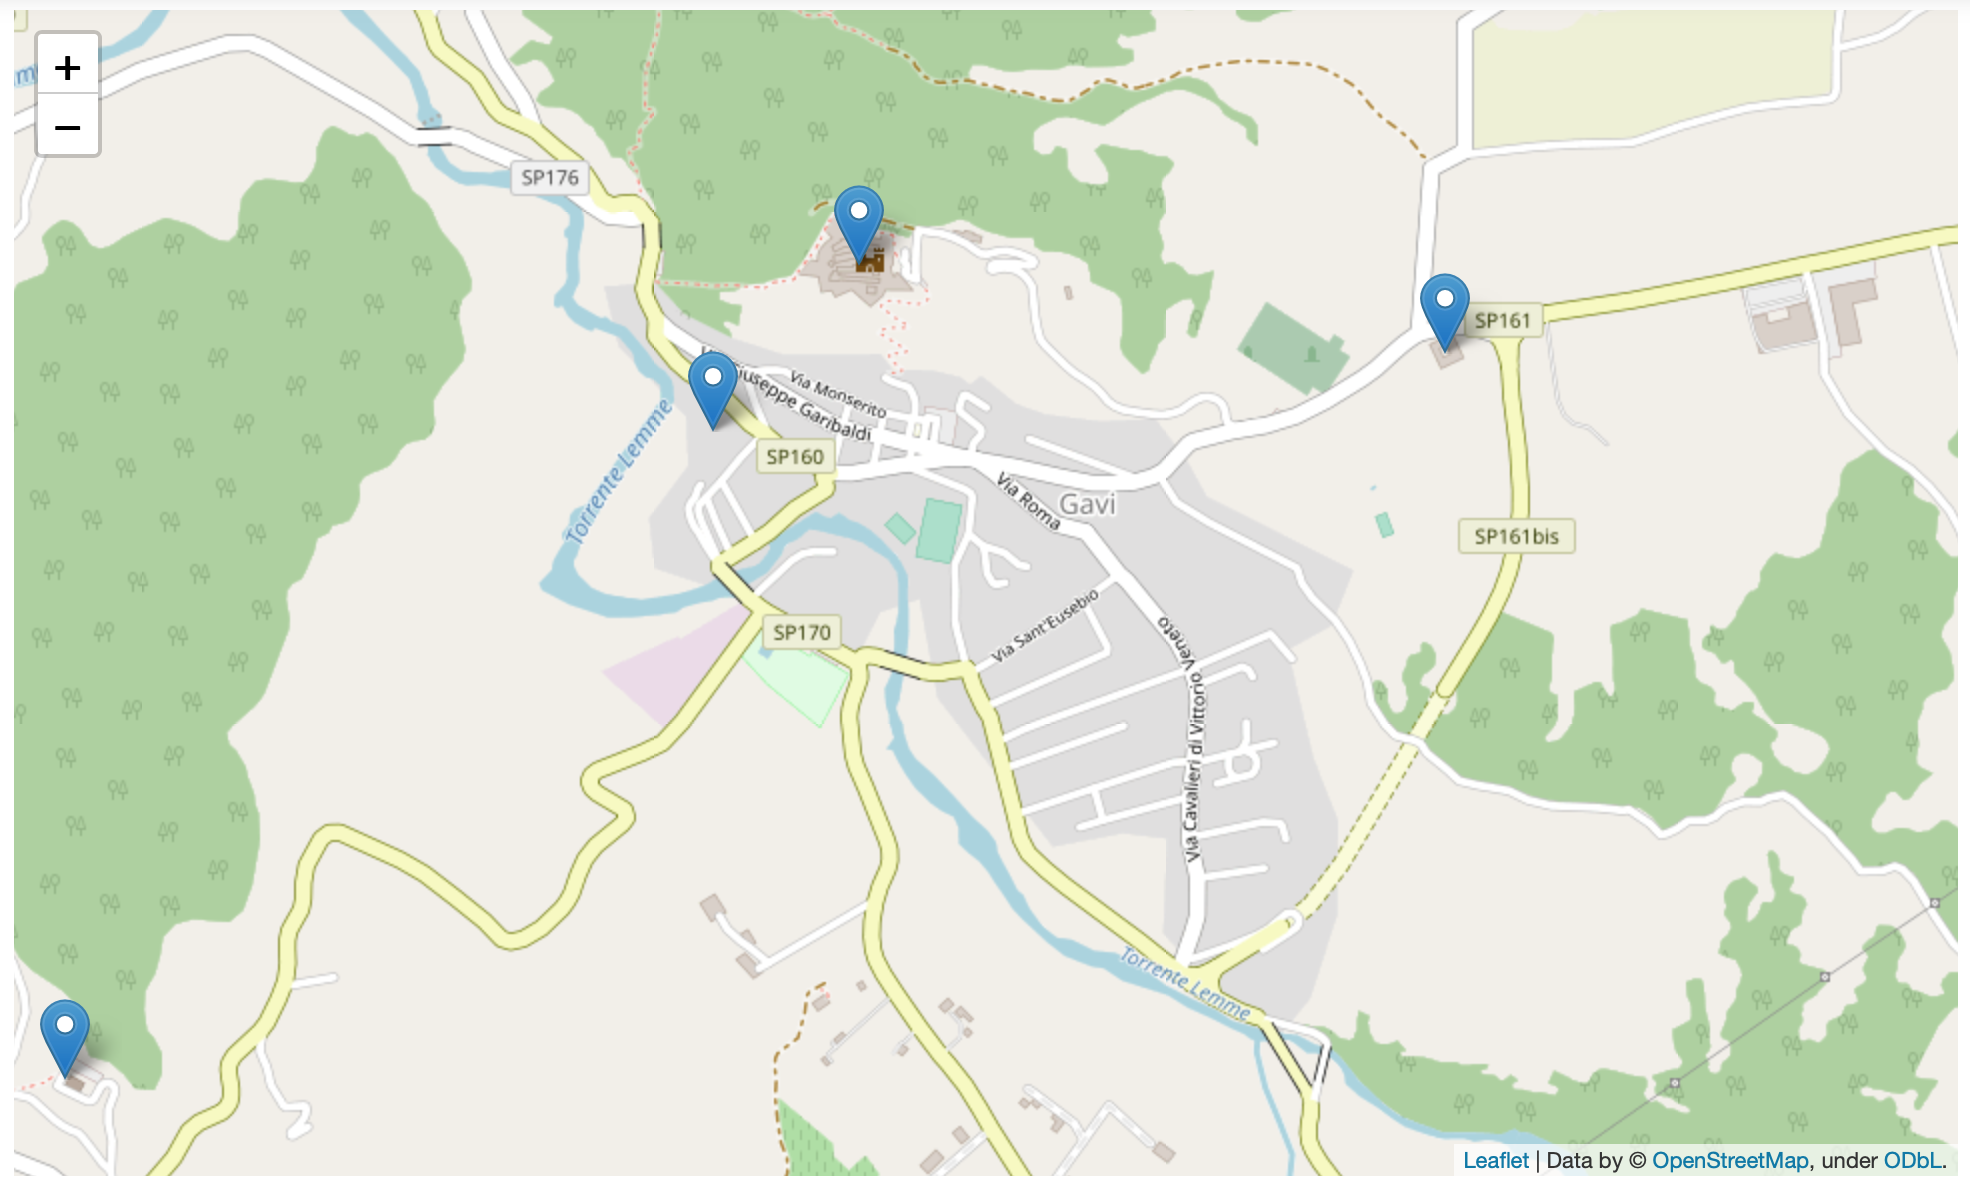 +
−
SP176
SP161
Via Monserito
iuseppe Garibaldi
Torrente Lemme
SP160
Via Roma
Gavi
SP161bis
Via Sant'Eusebio
SP170
Via Cavalieri di Vittorio Veneto
Torrente Lemme
Leaflet | Data by © OpenStreetMap, under ODbL.